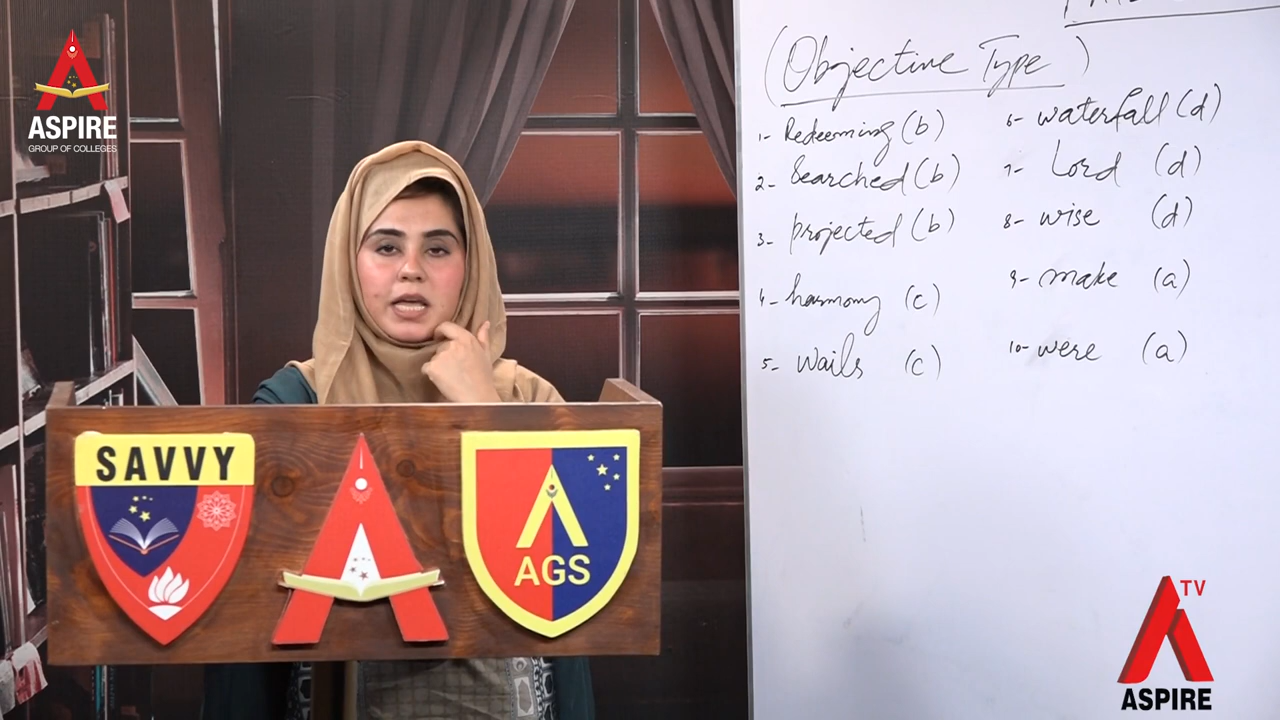 ASPIRE
GROUP OF COLLEGES
(Objective Type)
1- Redeeming (b)
2- Searched (b)
3- projected (b)
4- harmony (c)
5- wails (c)
6- waterfall (d)
7- Lord (d)
8- wise (d)
9- make (a)
10- were (a)
SAVVY
AGS
TV
ASPIRE